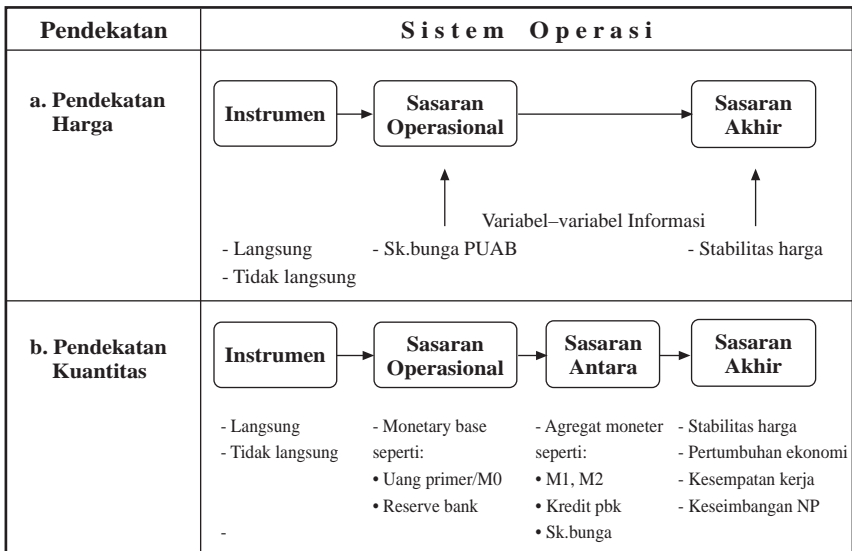 Pendekatan
Sistem Operasi
a. Pendekatan
Harga
Instrumen
Sasaran
Operasional
Sasaran
Akhir
Variabel–variabel Informasi
- Langsung
- Tidak langsung
- Sk.bunga PUAB
- Stabilitas harga
b. Pendekatan
Kuantitas
Instrumen
Sasaran
Operasional
Sasaran
Antara
Sasaran
Akhir
- Langsung
- Tidak langsung
-
- Monetary base
seperti:
• Uang primer/M0
• Reserve bank
- Agregat moneter
seperti:
• M1, M2
• Kredit pbk
• Sk.bunga
- Stabilitas harga
- Pertumbuhan ekonomi
- Kesempatan kerja
- Keseimbangan NP